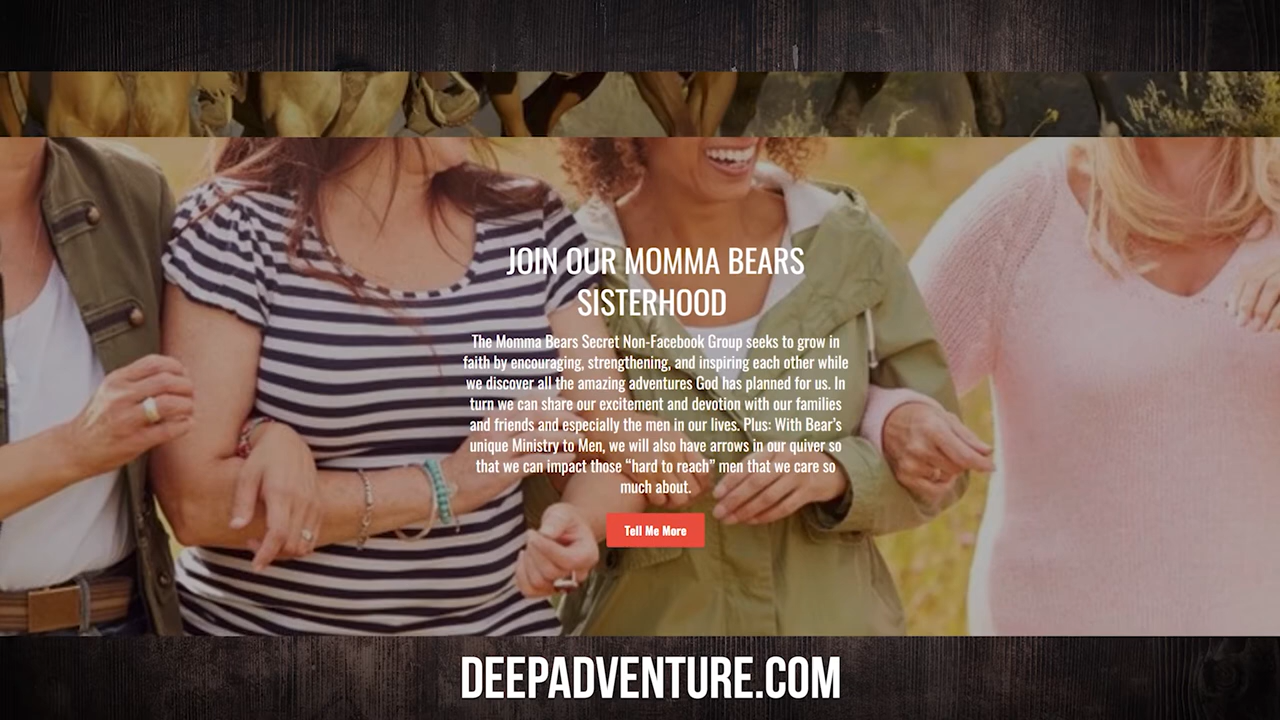 JOIN OUR MOMMA BEARS
SISTERHOOD
The Momma Bears Secret Non-Facebook Group seeks to grow in
faith by encouraging, strengthening, and inspiring each other while
we discover all the amazing adventures God has planned for us. In
turn we can share our excitement and devotion with our families
and friends and especially the men in our lives. Plus: With Bear's
unique Ministry to Men, we will also have arrows in our quiver so
that we can impact those “hard to reach” men that we care so
much about.
Tell Me More
DEEPADVENTURE.COM